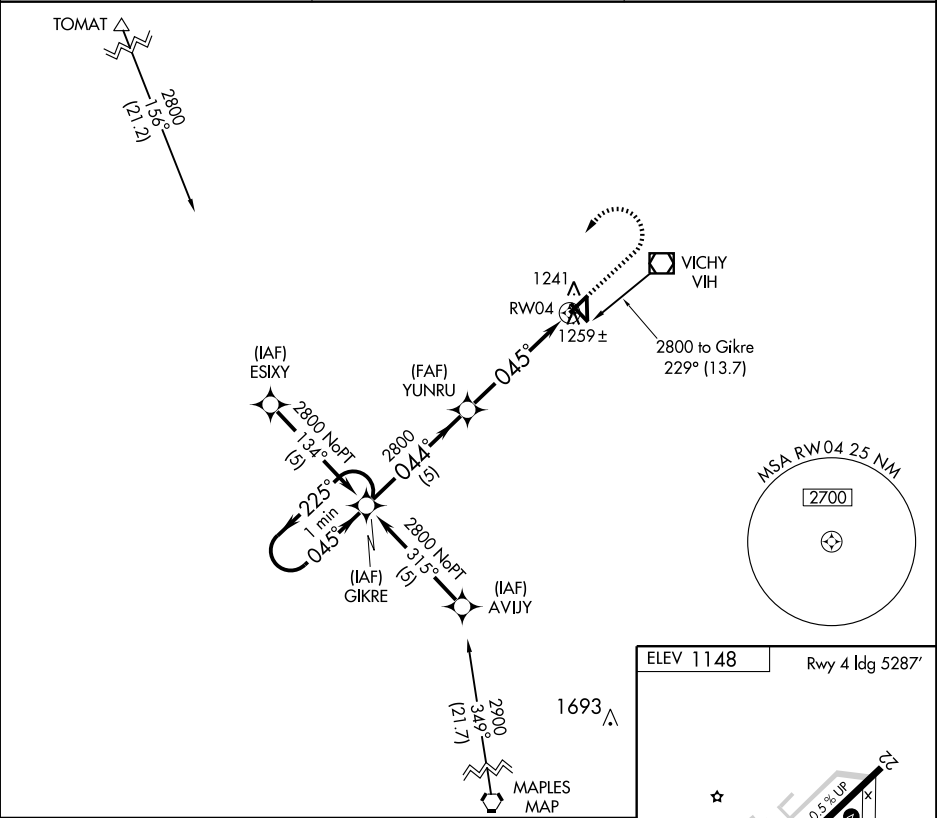 TOMAT
2800
156°
(21.2)
1241
VICHY
VIH
RW04
1259±
2800 to Gikre
229° (13.7)
(IAF)
ESIXY
(FAF)
YUNRU
045°
2800 NoPT
134°
(5)
2800
044°
(5)
MSA RW04 25 NM
2700
225°
1 min
045°
(IAF)
GIKRE
2800 NoPT
315°
(5)
(IAF)
AVIJY
ELEV 1148
Rwy 4 ldg 5287'
2900
349°
(21.7)
1693
MAPLES
MAP
22
0.5% UP
X